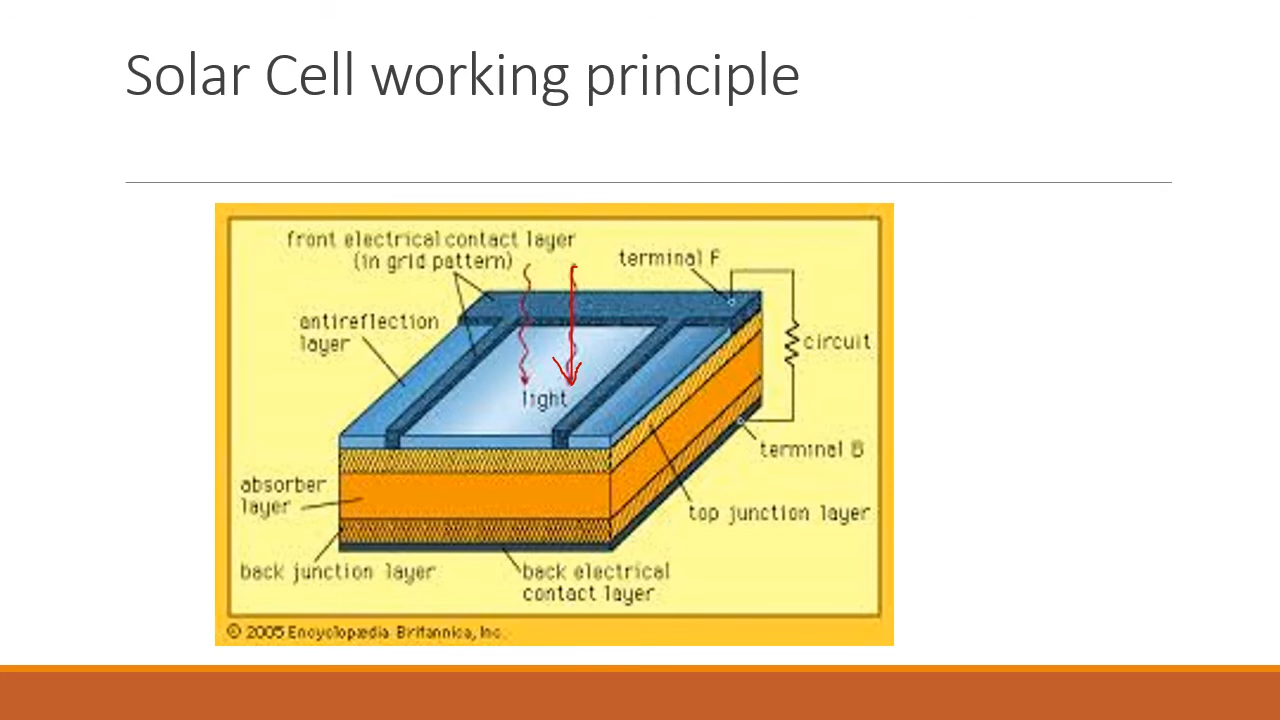 Solar Cell working principle
front electrical contact layer
(in grid pattern)
terminal F
antireflection
layer
circuit
light
terminal B
absorber
layer
top junction layer
back junction layer
back electrical
contact layer
© 2005 Encyclopædia Britannica, Inc.